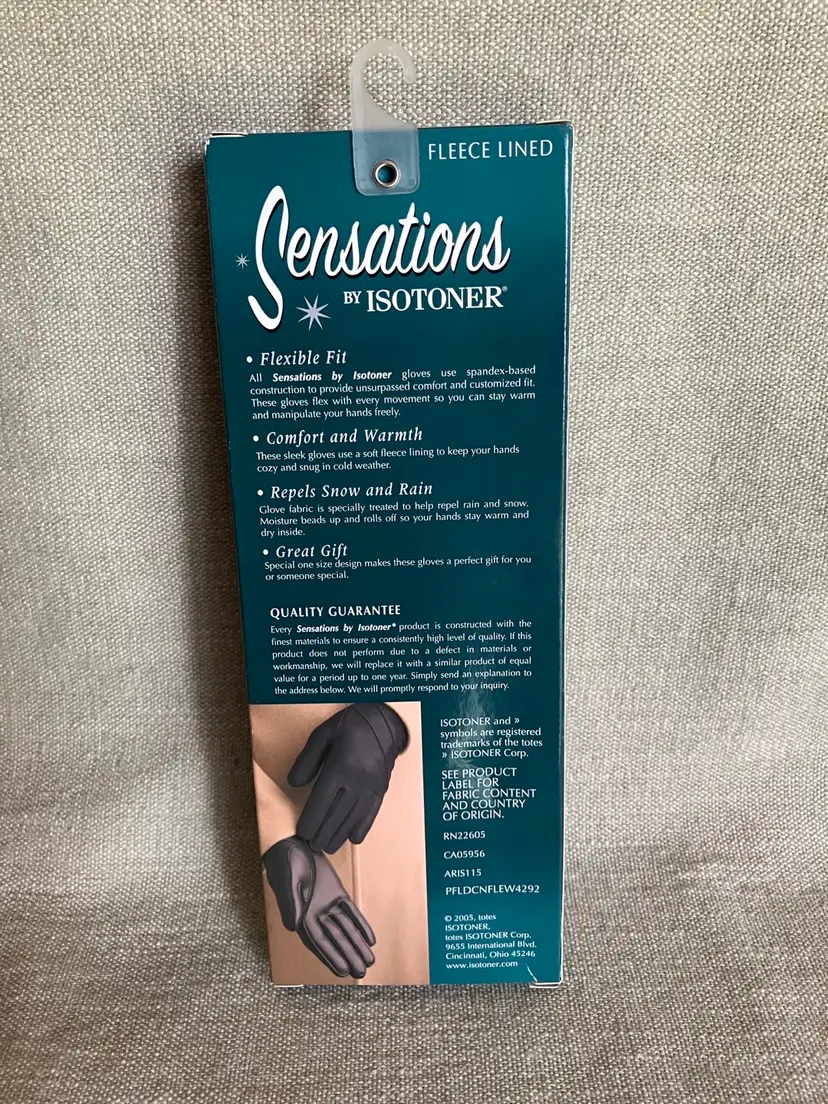 FLEECE LINED
Sensations
BY ISOTONER®
• Flexible Fit
All Sensations by Isotoner gloves use spandex-based
construction to provide unsurpassed comfort and customized fit.
These gloves flex with every movement so you can stay warm
and manipulate your hands freely.
• Comfort and Warmth
These sleek gloves use a soft fleece lining to keep your hands
cozy and snug in cold weather.
• Repels Snow and Rain
Glove fabric is specially treated to help repel rain and snow.
Moisture beads up and rolls off so your hands stay warm and
dry inside.
• Great Gift
Special one size design makes these gloves a perfect gift for you
or someone special.
QUALITY GUARANTEE
Every Sensations by Isotoner® product is constructed with the
finest materials to ensure a consistently high level of quality. If this
product does not perform due to a defect in materials or
workmanship, we will replace it with a similar product of equal
value for a period up to one year. Simply send an explanation to
the address below. We will promptly respond to your inquiry.
ISOTONER and »
symbols are registered
trademarks of the totes
» ISOTONER Corp.
SEE PRODUCT
LABEL FOR
FABRIC CONTENT
AND COUNTRY
OF ORIGIN.
RN22605
CA05956
ARIS115
PFLDCNFLEW4292
© 2005, totes
ISOTONER,
totes ISOTONER Corp.
9655 International Blvd.
Cincinnati, Ohio 45246
www.isotoner.com